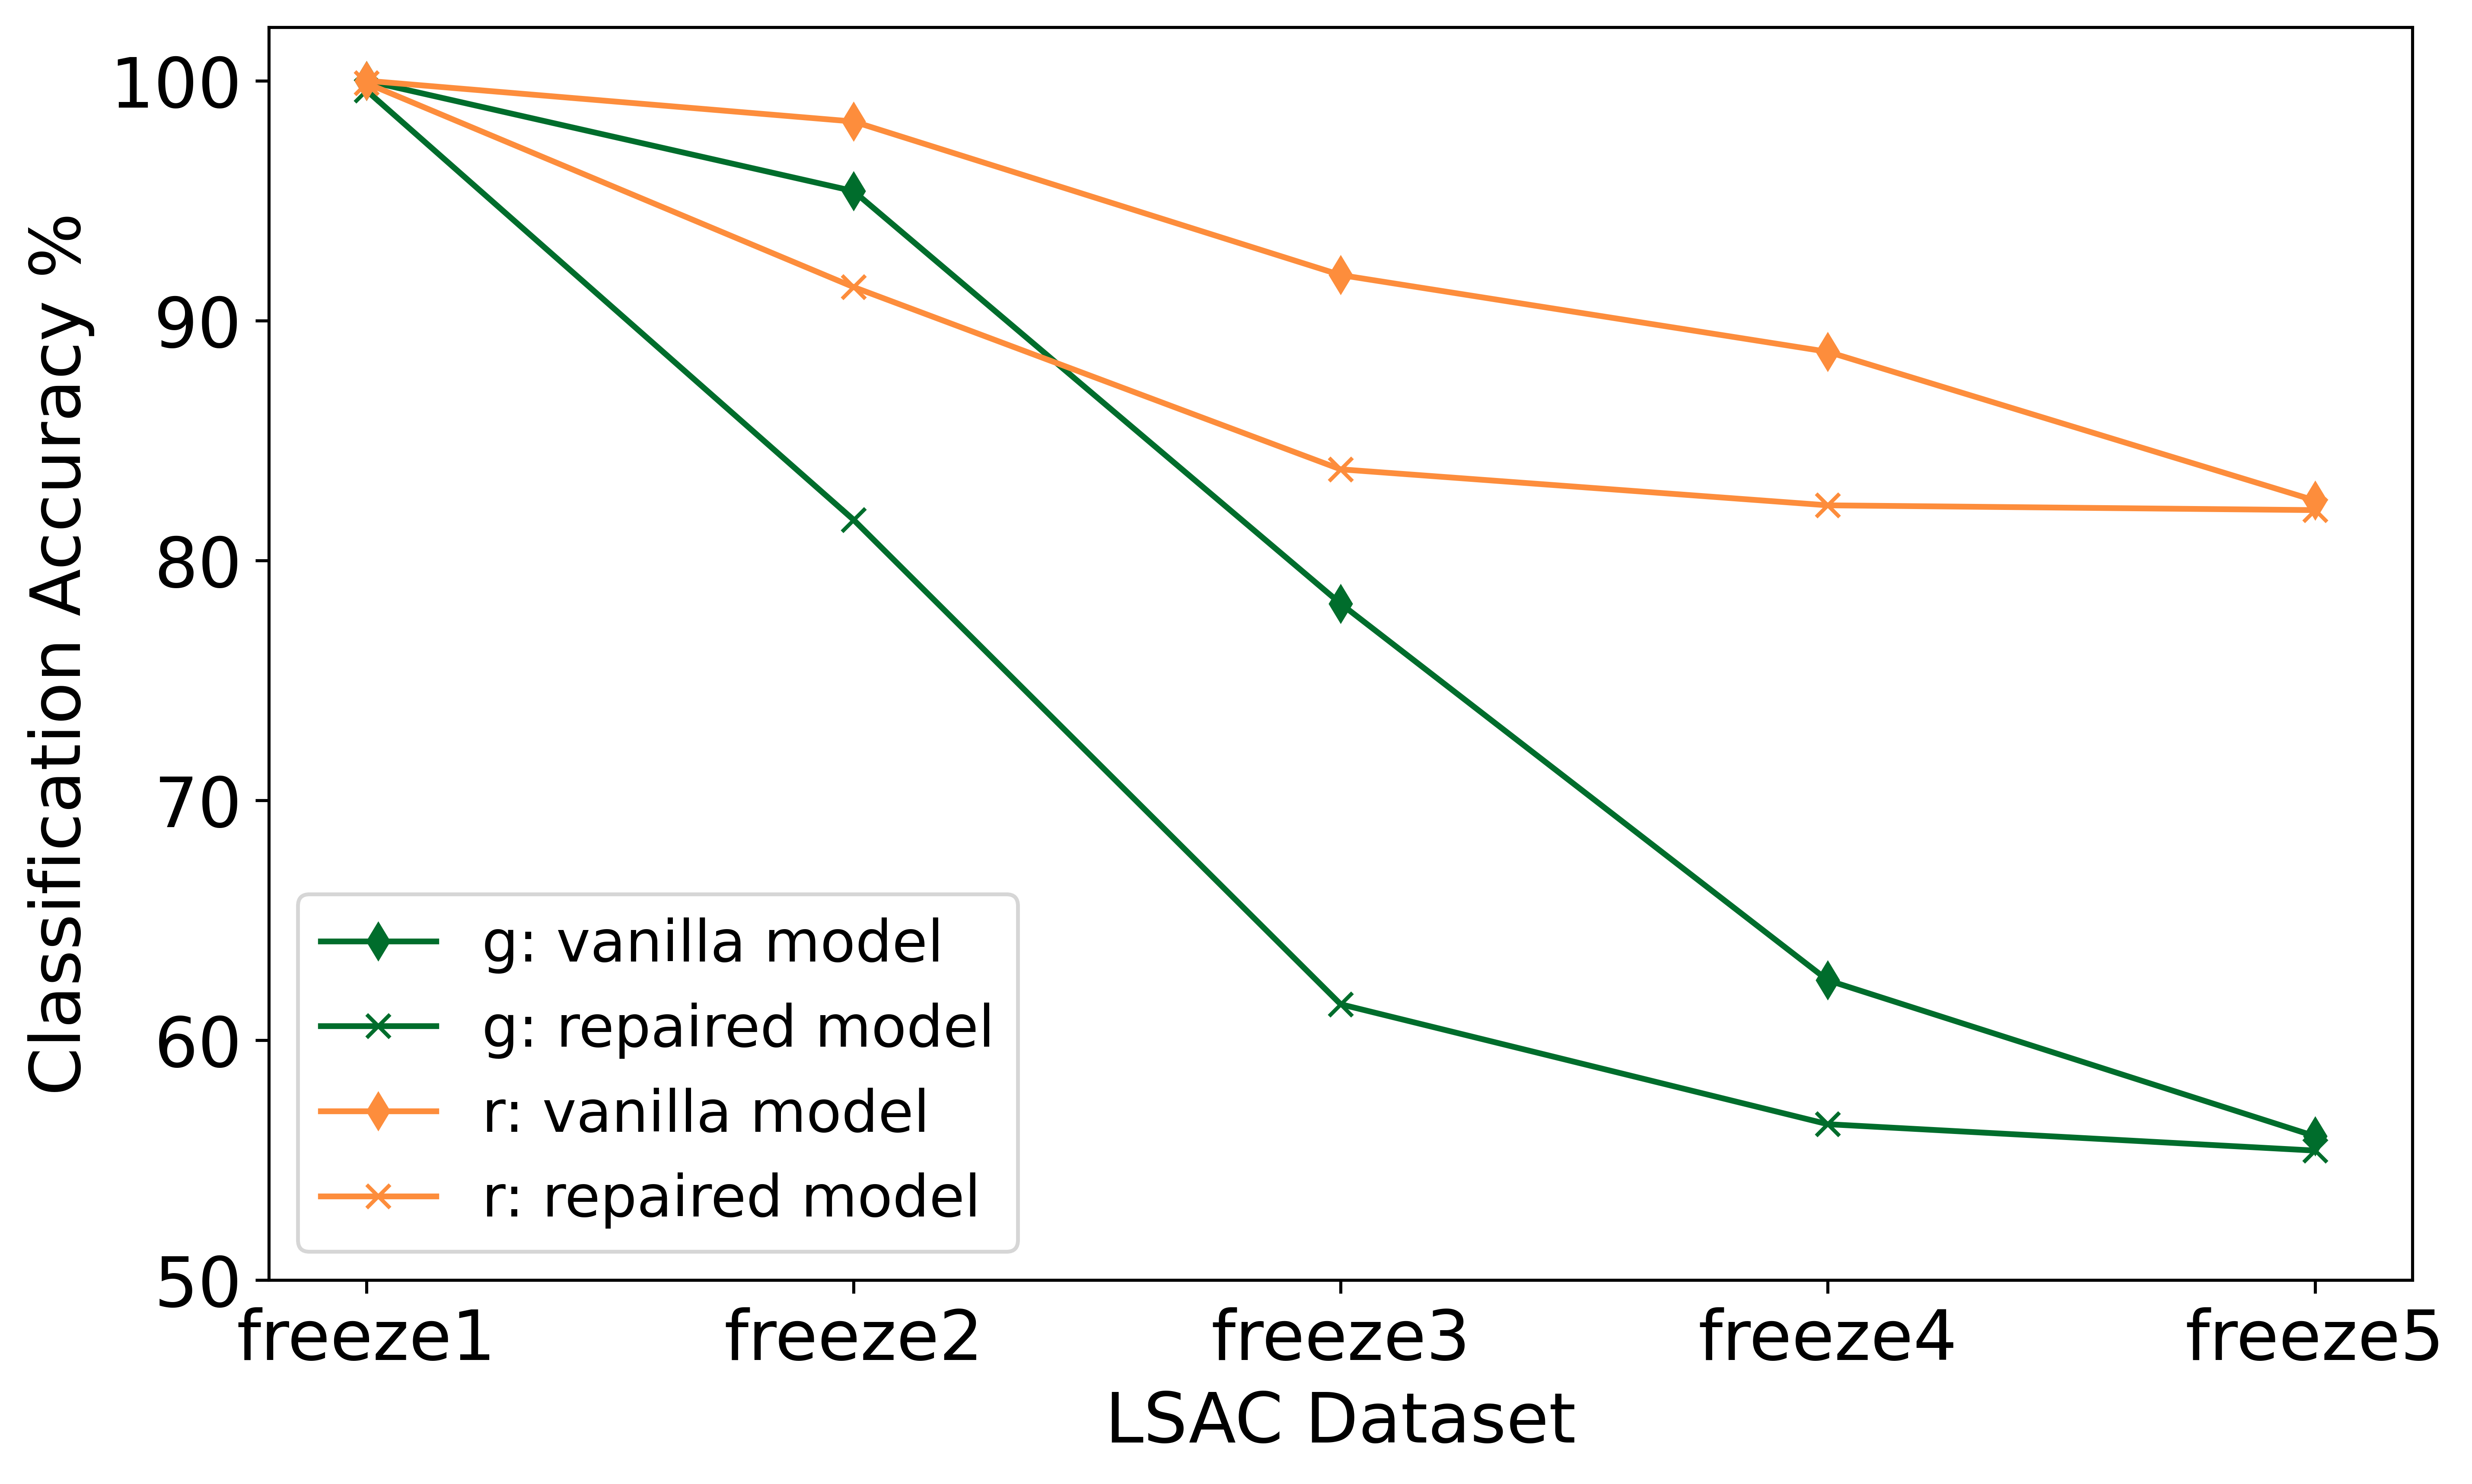 Classification Accuracy %
100
90
80
70
60
50
g: vanilla model
g: repaired model
r: vanilla model
r: repaired model
freeze1 freeze2 freeze3 freeze4 freeze5
LSAC Dataset